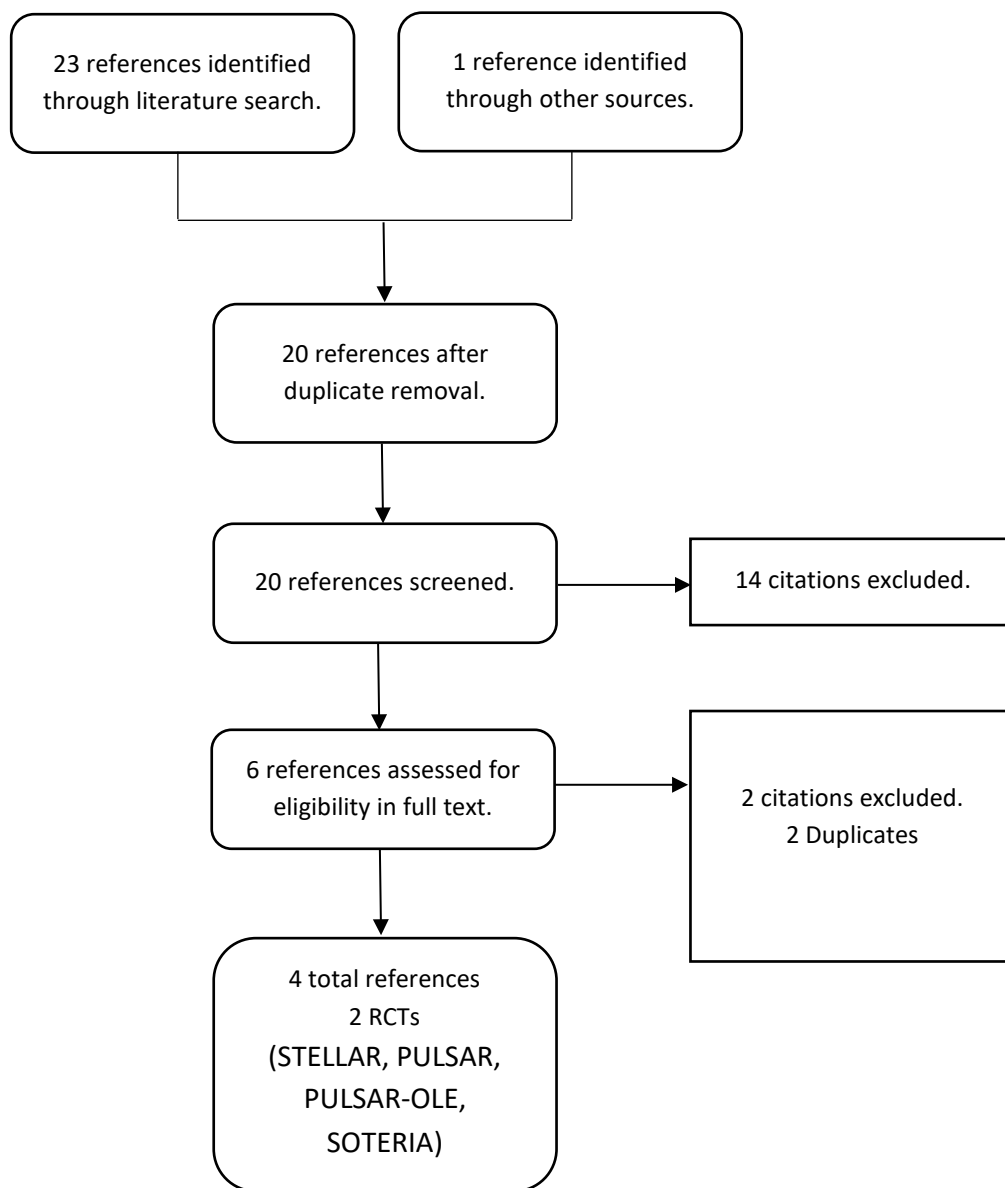 23 references identified
through literature search.
1 reference identified
through other sources.
20 references after
duplicate removal.
20 references screened.
14 citations excluded.
6 references assessed for
eligibility in full text.
2 citations excluded.
2 Duplicates
4 total references
2 RCTs
(STELLAR, PULSAR,
PULSAR-OLE,
SOTERIA)